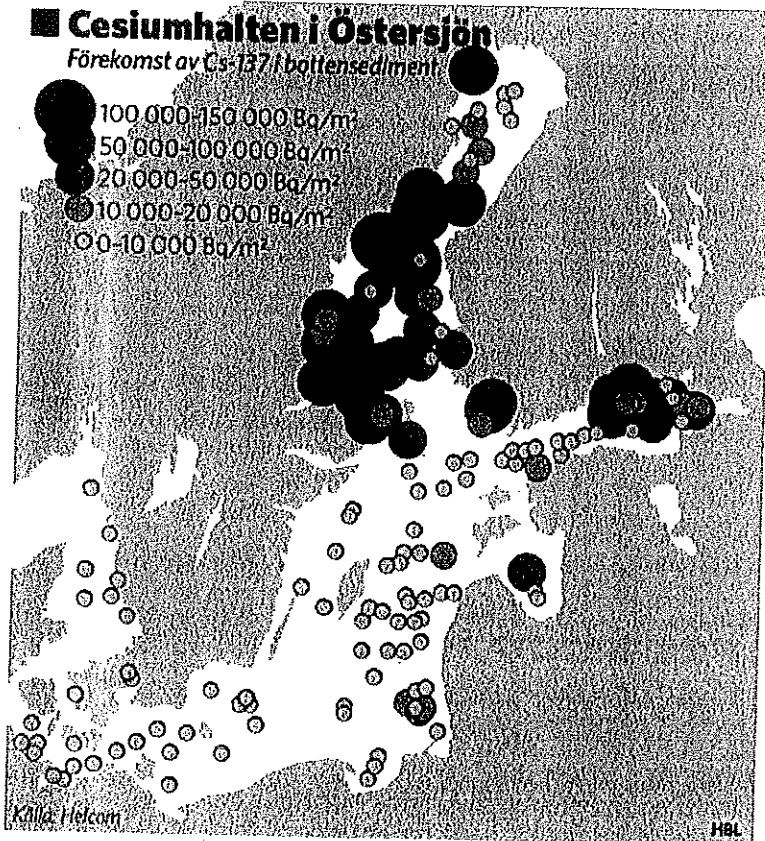 Cesiumhalten i Östersjön
Förekomst av Cs-137 i bottensediment
100 000-150 000 Bq/m²
50 000-100 000 Bq/m²
20 000-50 000 Bq/m²
10 000-20 000 Bq/m²
0-10 000 Bq/m²
Källa: Helcom
HBL